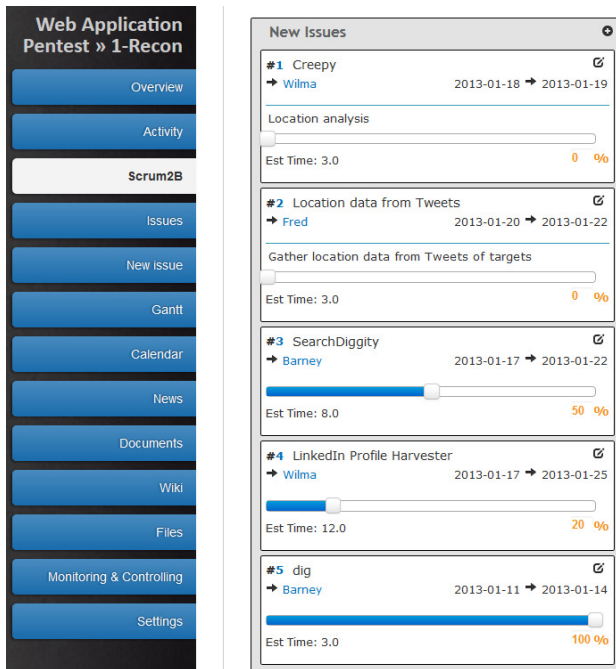 Web Application
Pentest » 1-Recon
Overview
Activity
Scrum2B
Issues
New issue
Gantt
Calendar
News
Documents
Wiki
Files
Monitoring & Controlling
Settings
New Issues
#1 Creepy
➔ Wilma 2013-01-18 ➔ 2013-01-19
Location analysis
Est Time: 3.0 0 %
#2 Location data from Tweets
➔ Fred 2013-01-20 ➔ 2013-01-22
Gather location data from Tweets of targets
Est Time: 3.0 0 %
#3 SearchDiggity
➔ Barney 2013-01-17 ➔ 2013-01-22
Est Time: 8.0 50 %
#4 LinkedIn Profile Harvester
➔ Wilma 2013-01-17 ➔ 2013-01-25
Est Time: 12.0 20 %
#5 dig
➔ Barney 2013-01-11 ➔ 2013-01-14
Est Time: 3.0 100 %